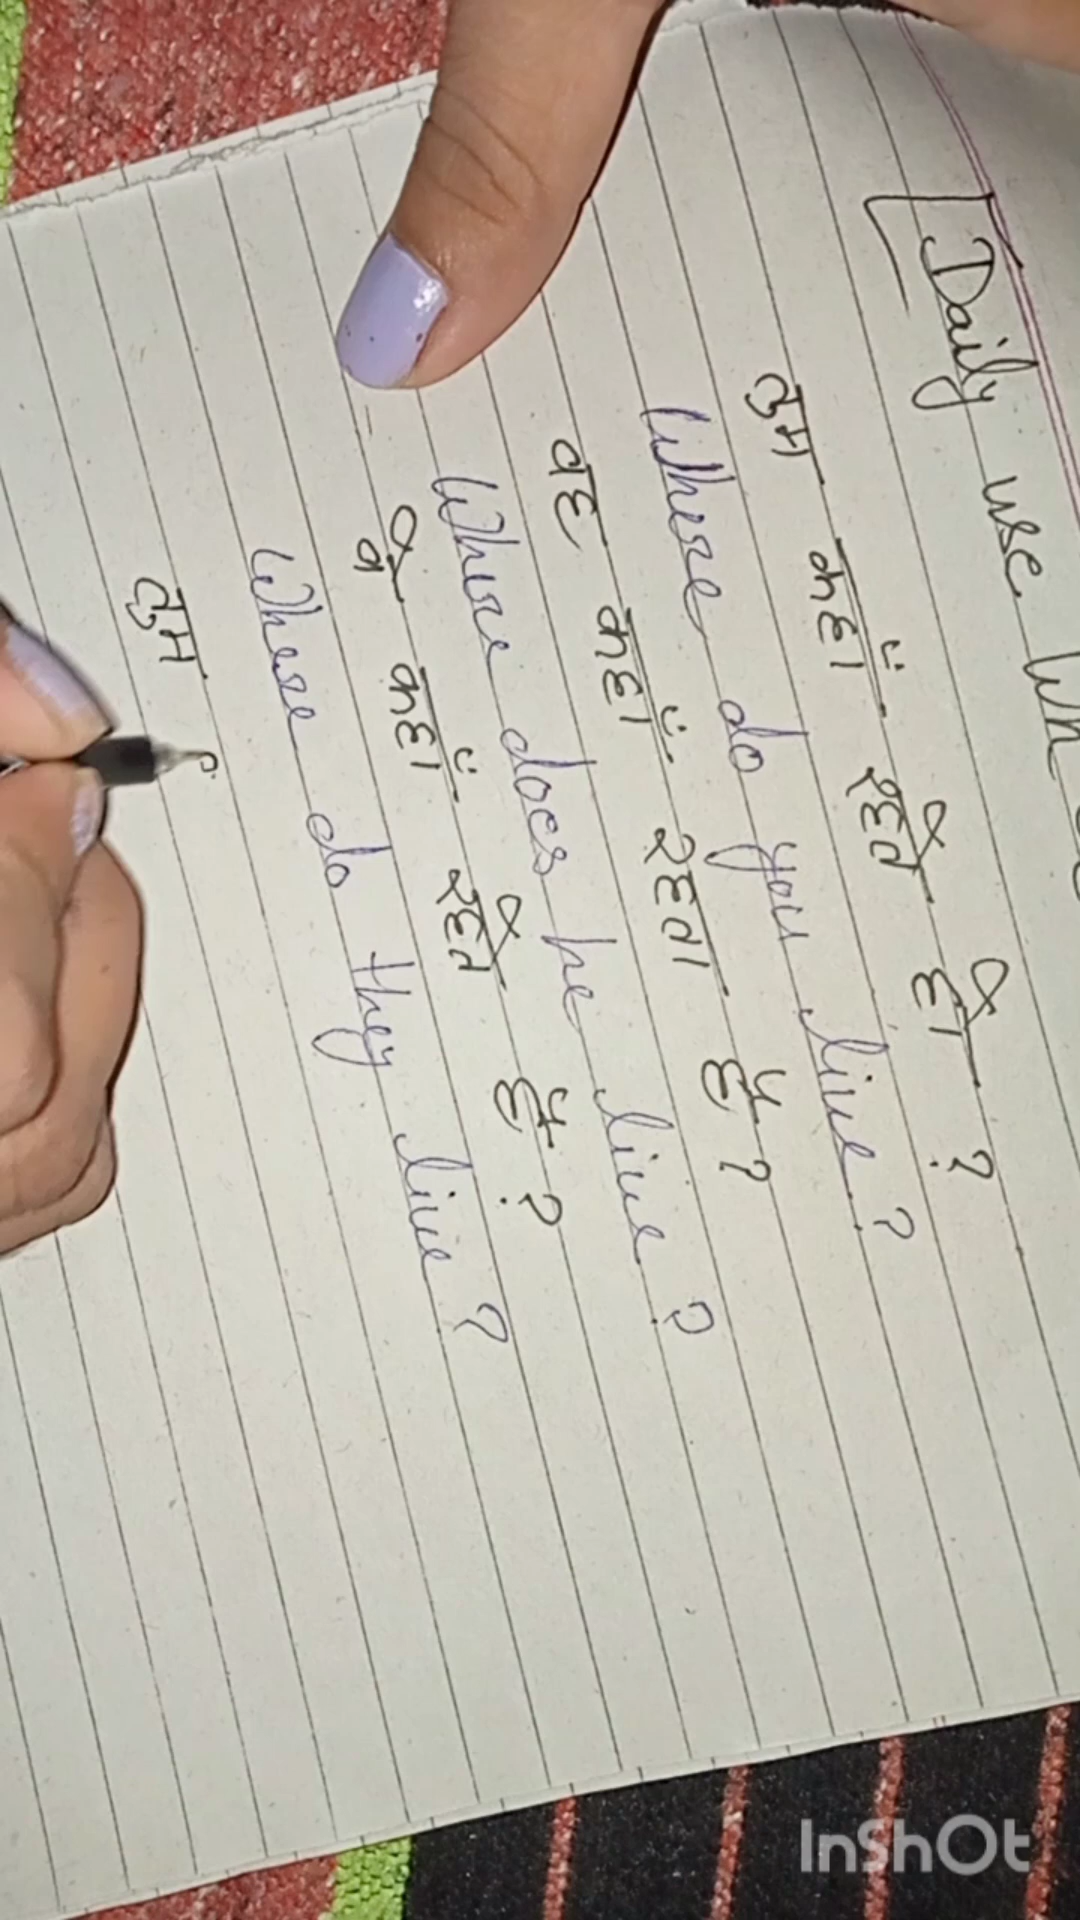 Daily use Wh
तुम कहाँ रहते हो ?
Where do you live ?
वह कहाँ रहता है ?
Where does he live ?
वे कहाँ रहते हैं ?
Where do they live ?
तुम
InShOt